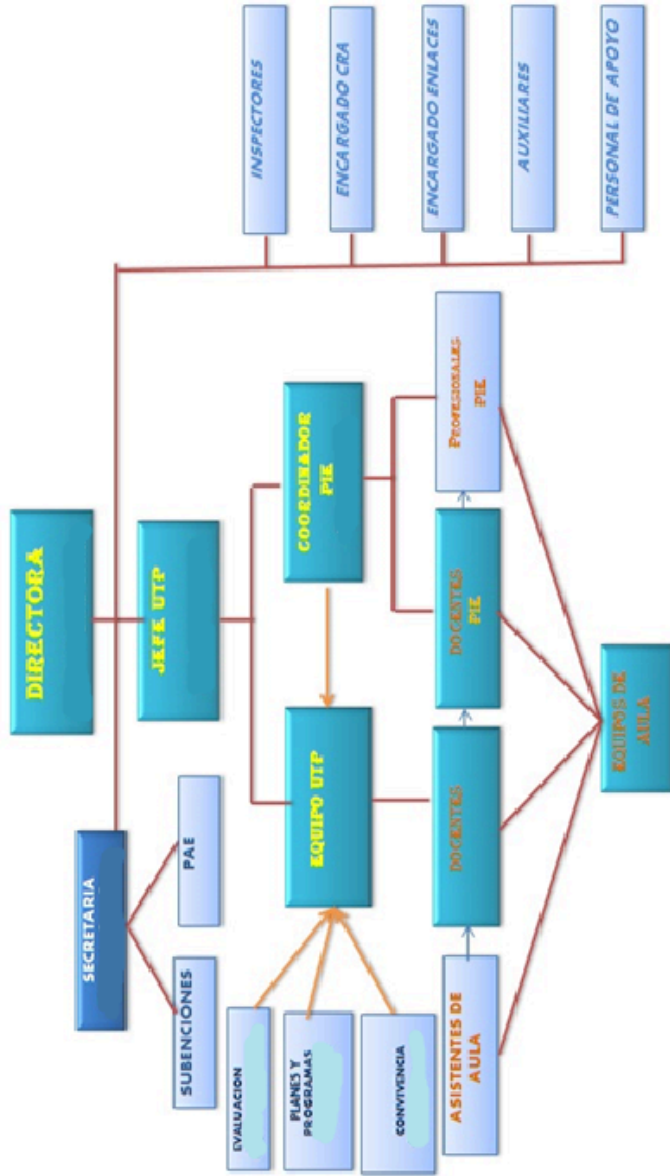 DIRECTORA
SECRETARIA
JEFE UTP
SUBENCIONES
PAE
INSPECTORES
ENCARGADO CRA
ENCARGADO ENLACES
AUXILIARES
PERSONAL DE APOYO
EVALUACION
PLANES Y
PROGRAMAS
CONVIVENCIA
EQUIPO UTP
COORDINADOR
PIE
ASISTENTES DE
AULA
DOCENTES
DOCENTES
PIE
PROFESIONALES
PIE
EQUIPOS DE
AULA